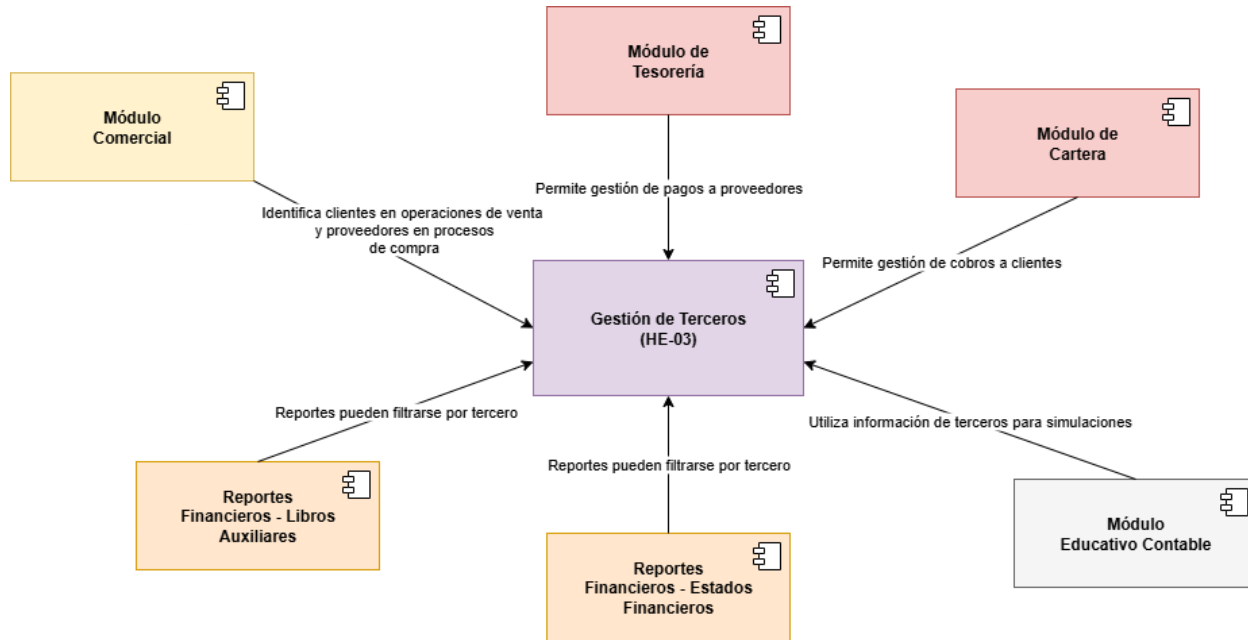 Módulo de
Tesorería
Módulo
Comercial
Módulo de
Cartera
Permite gestión de pagos a proveedores
Identifica clientes en operaciones de venta
y proveedores en procesos
de compra
Permite gestión de cobros a clientes
Gestión de Terceros
(HE-03)
Reportes pueden filtrarse por tercero
Utiliza información de terceros para simulaciones
Reportes pueden filtrarse por tercero
Reportes
Financieros - Libros
Auxiliares
Módulo
Educativo Contable
Reportes
Financieros - Estados
Financieros